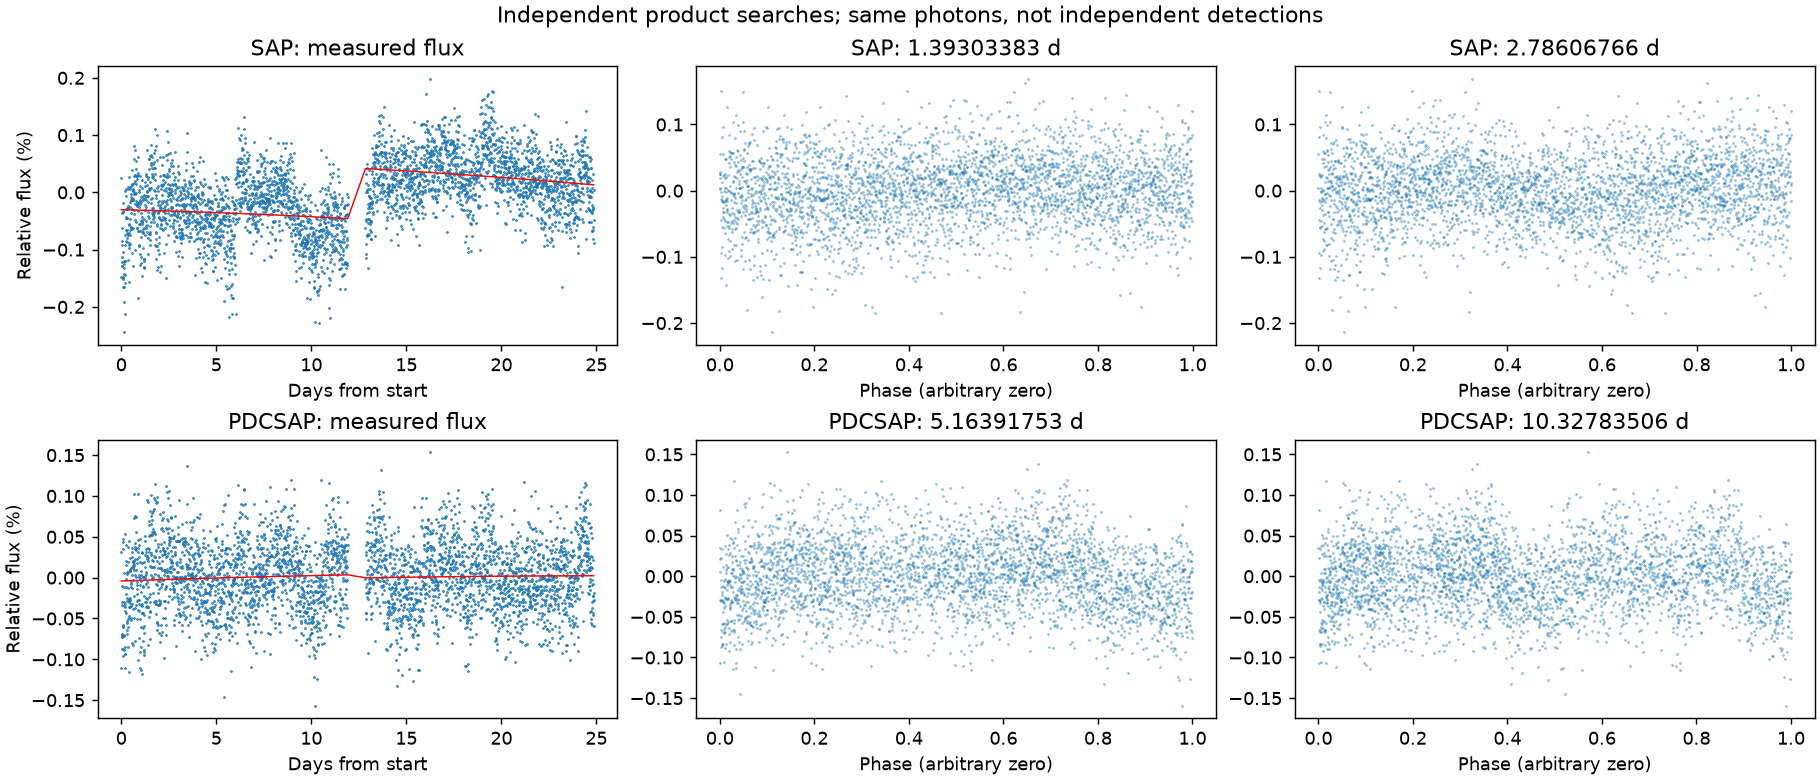 Independent product searches; same photons, not independent detections
SAP: measured flux
SAP: 1.39303383 d
SAP: 2.78606766 d
Relative flux (%)
0.2
0.1
0.0
−0.1
−0.2
0 5 10 15 20 25
Days from start
0.1
0.0
−0.1
−0.2
0.0 0.2 0.4 0.6 0.8 1.0
Phase (arbitrary zero)
0.1
0.0
−0.1
−0.2
0.0 0.2 0.4 0.6 0.8 1.0
Phase (arbitrary zero)
PDCSAP: measured flux
PDCSAP: 5.16391753 d
PDCSAP: 10.32783506 d
Relative flux (%)
0.15
0.10
0.05
0.00
−0.05
−0.10
−0.15
0 5 10 15 20 25
Days from start
0.15
0.10
0.05
0.00
−0.05
−0.10
−0.15
0.0 0.2 0.4 0.6 0.8 1.0
Phase (arbitrary zero)
0.15
0.10
0.05
0.00
−0.05
−0.10
−0.15
0.0 0.2 0.4 0.6 0.8 1.0
Phase (arbitrary zero)